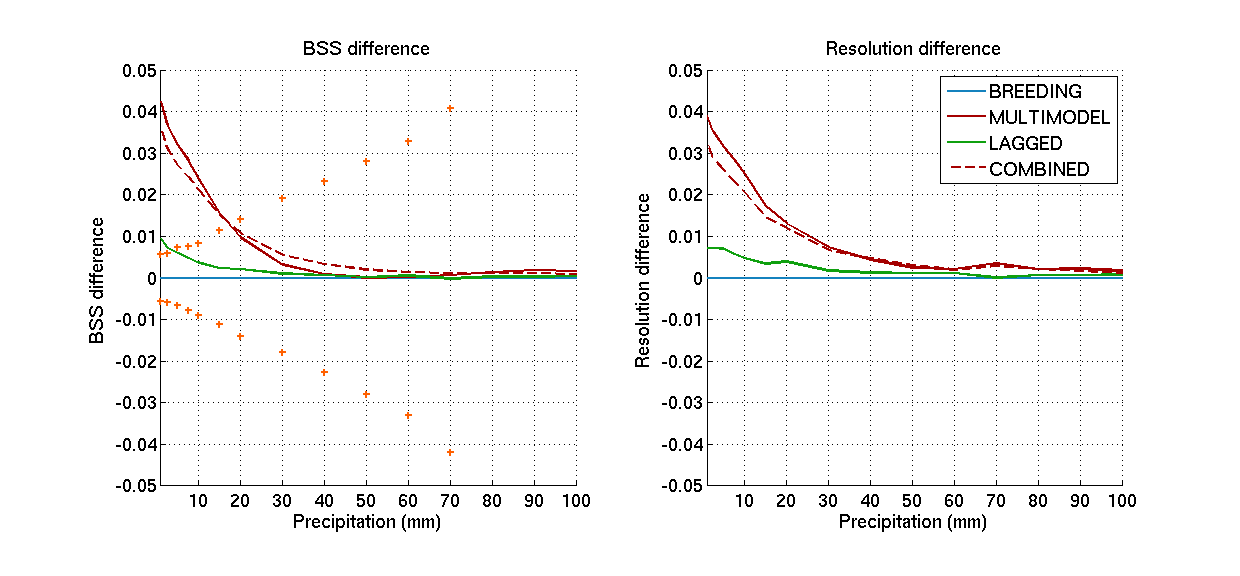 BSS difference
0.05
0.04
0.03
0.02
0.01
0
-0.01
-0.02
-0.03
-0.04
-0.05
BSS difference
10 20 30 40 50 60 70 80 90 100
Precipitation (mm)
Resolution difference
0.05
0.04
0.03
0.02
0.01
0
-0.01
-0.02
-0.03
-0.04
-0.05
Resolution difference
10 20 30 40 50 60 70 80 90 100
Precipitation (mm)
BREEDING
MULTIMODEL
LAGGED
COMBINED